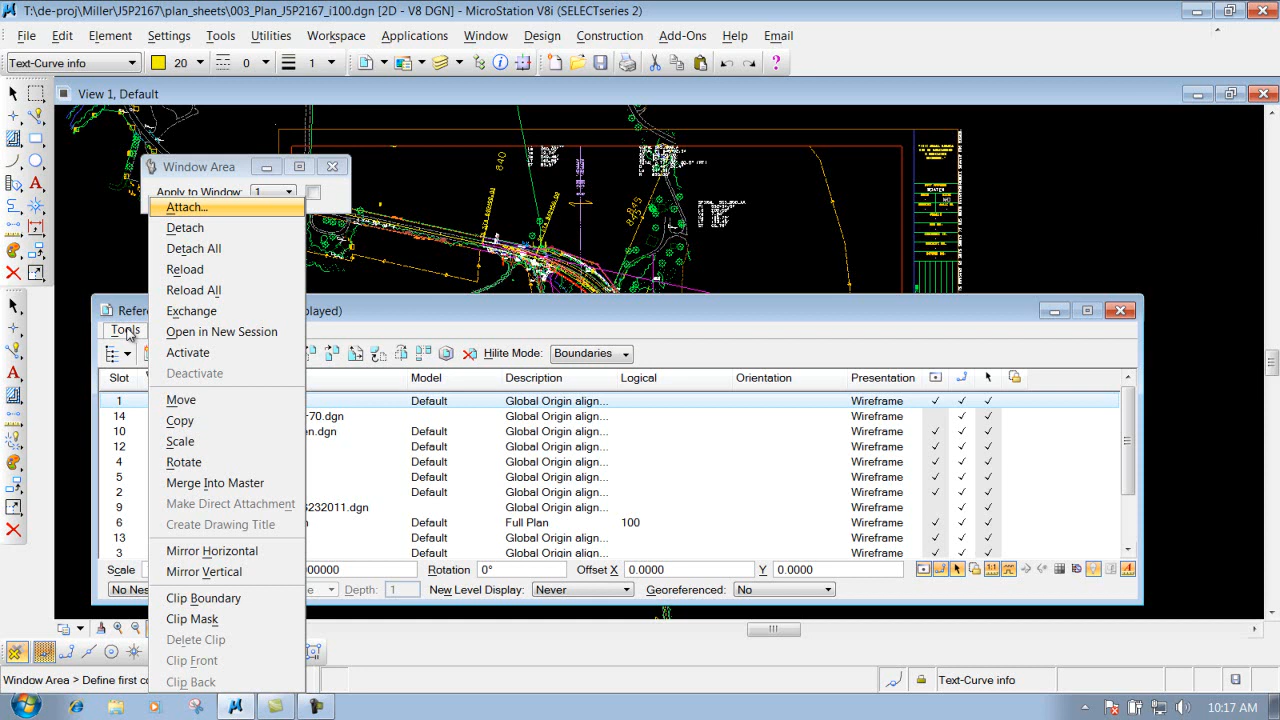 T:\de-proj\Miller\J5P2167\plan_sheets\003_Plan_J5P2167_i100.dgn [2D - V8 DGN] - MicroStation V8i (SELECTseries 2)
File Edit Element Settings Tools Utilities Workspace Applications Window Design Construction Add-Ons Help Email
Text-Curve info 20 0 1
View 1, Default
Window Area
Apply to Window: 1
840
845
Attach...
Detach
Detach All
Reload
Reload All
Exchange
Open in New Session
Activate
Deactivate
Move
Copy
Scale
Rotate
Merge Into Master
Make Direct Attachment
Create Drawing Title
Mirror Horizontal
Mirror Vertical
Clip Boundary
Clip Mask
Delete Clip
Clip Front
Clip Back
Refere played)
Tools
Hilite Mode: Boundaries
Slot Model Description Logical Orientation Presentation
1 Default Global Origin align... Wireframe
14 r70.dgn Global Origin align... Wireframe
10 en.dgn Default Global Origin align... Wireframe
12 Global Origin align... Wireframe
4 Default Global Origin align... Wireframe
5 Default Global Origin align... Wireframe
2 Default Global Origin align... Wireframe
9 3232011.dgn Global Origin align... Wireframe
6 Default Full Plan 100 Wireframe
13 Default Global Origin align... Wireframe
3 Default Global Origin align... Wireframe
Scale 00000 Rotation 0° Offset X 0.0000 Y 0.0000
No Nes Depth: 1 New Level Display: Never Georeferenced: No
Window Area > Define first co Text-Curve info
10:17 AM